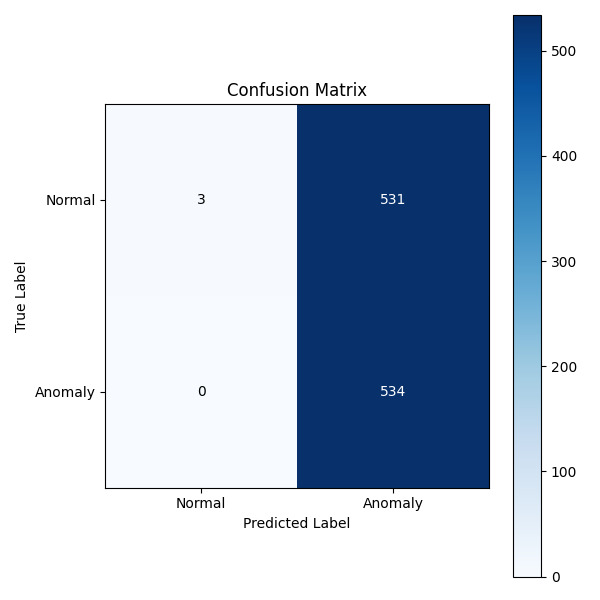 Confusion Matrix
True Label
Normal
3
531
Anomaly
0
534
Normal
Anomaly
Predicted Label
500
400
300
200
100
0